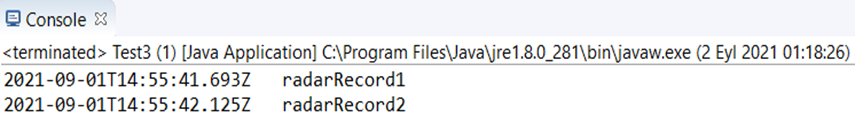 Console
<terminated> Test3 (1) [Java Application] C:\Program Files\Java\jre1.8.0_281\bin\javaw.exe (2 Eyl 2021 01:18:26)
2021-09-01T14:55:41.693Z radarRecord1
2021-09-01T14:55:42.125Z radarRecord2